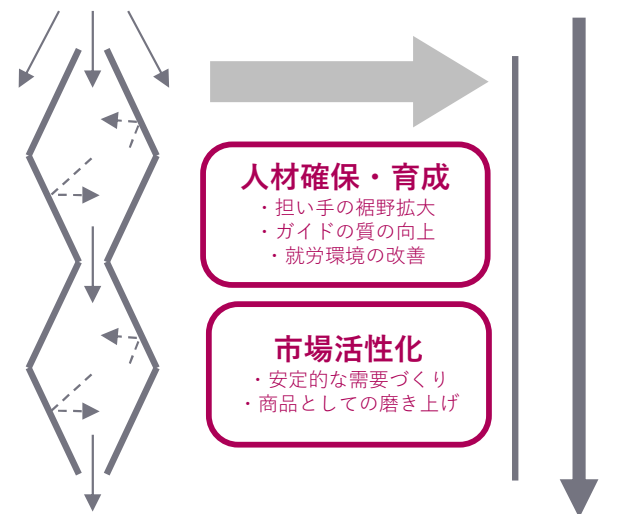 人材確保・育成
・担い手の裾野拡大
・ガイドの質の向上
・就労環境の改善
市場活性化
・安定的な需要づくり
・商品としての磨き上げ